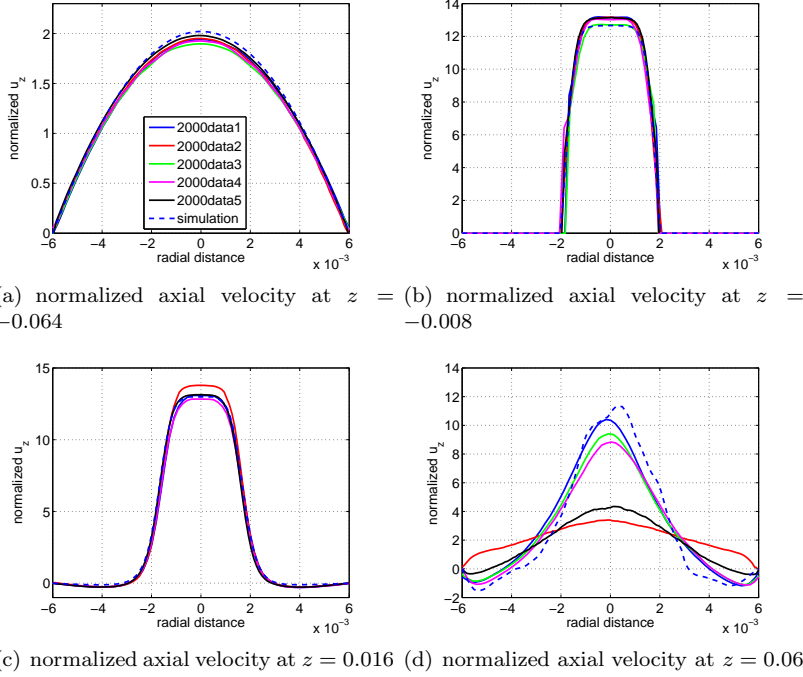 2
1.5
1
0.5
0
normalized u_z
2000data1
2000data2
2000data3
2000data4
2000data5
simulation
−6 −4 −2 0 2 4 6
radial distance
x 10^−3
14
12
10
8
6
4
2
0
normalized u_z
−6 −4 −2 0 2 4 6
radial distance
x 10^−3
(a) normalized axial velocity at z =
−0.064
(b) normalized axial velocity at z =
−0.008
15
10
5
0
normalized u_z
−6 −4 −2 0 2 4 6
radial distance
x 10^−3
14
12
10
8
6
4
2
0
−2
normalized u_z
−6 −4 −2 0 2 4 6
radial distance
x 10^−3
(c) normalized axial velocity at z = 0.016
(d) normalized axial velocity at z = 0.06